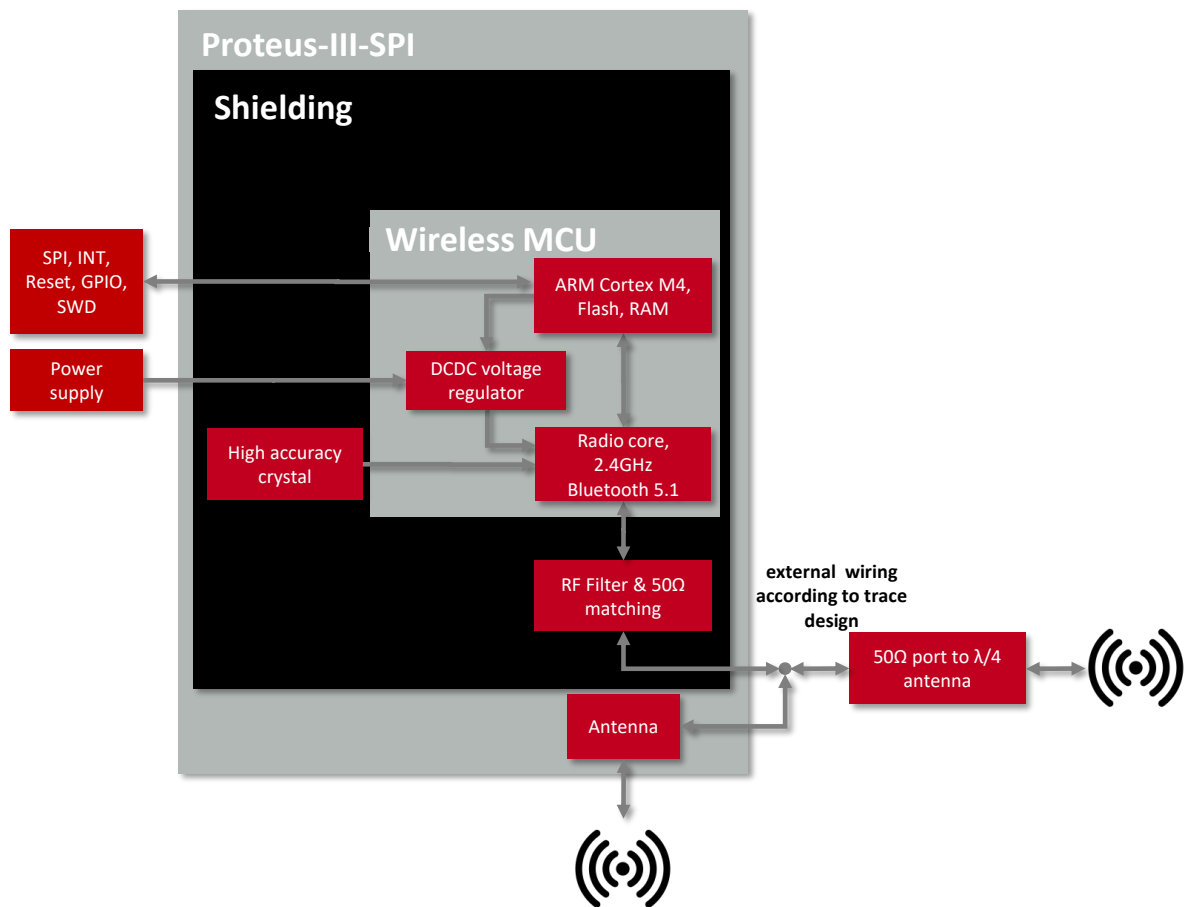 Proteus-III-SPI
Shielding
Wireless MCU
SPI, INT,
Reset, GPIO,
SWD
ARM Cortex M4,
Flash, RAM
Power
supply
DCDC voltage
regulator
High accuracy
crystal
Radio core,
2.4GHz
Bluetooth 5.1
RF Filter & 50Ω
matching
external wiring
according to trace
design
50Ω port to λ/4
antenna
Antenna